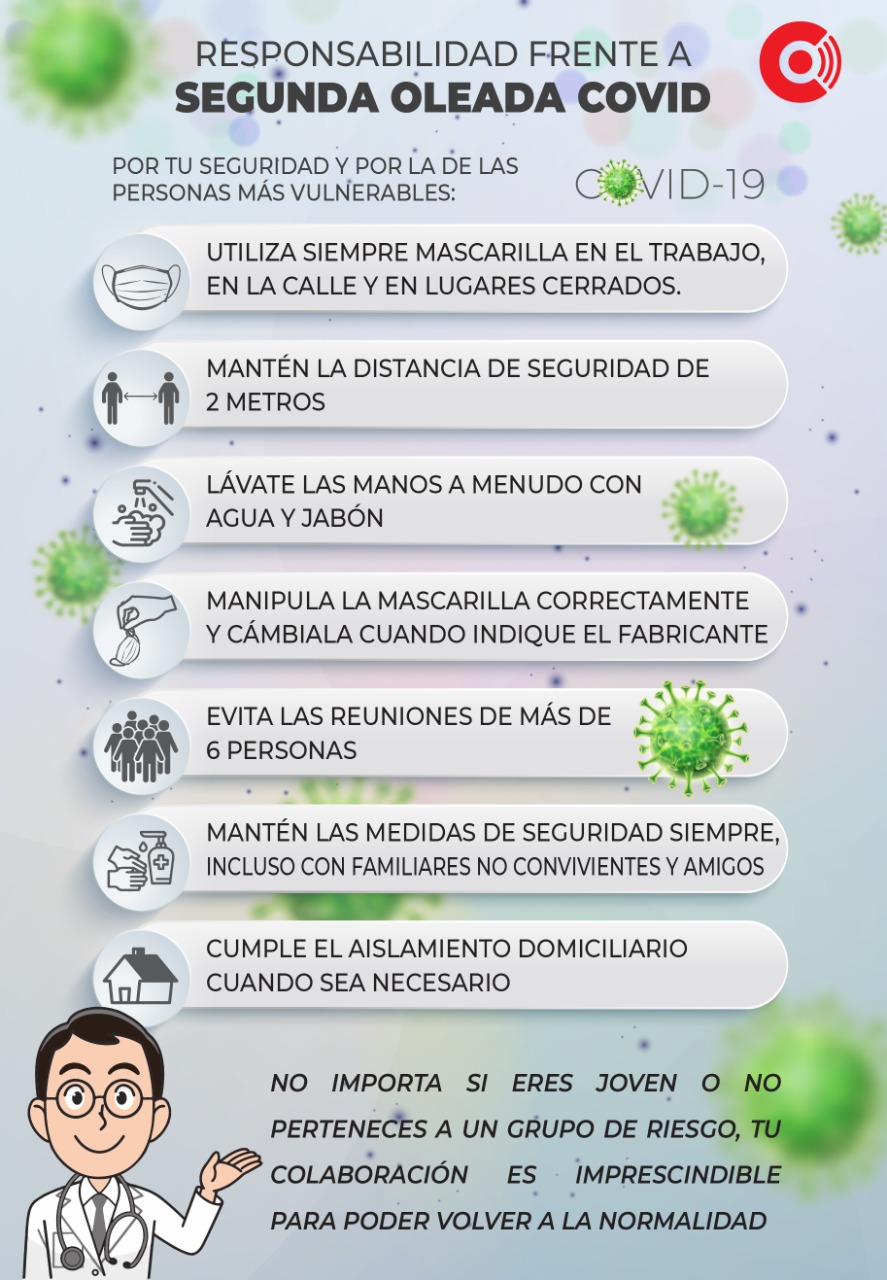 RESPONSABILIDAD FRENTE A
SEGUNDA OLEADA COVID
POR TU SEGURIDAD Y POR LA DE LAS
PERSONAS MÁS VULNERABLES:
COVID-19
UTILIZA SIEMPRE MASCARILLA EN EL TRABAJO,
EN LA CALLE Y EN LUGARES CERRADOS.
MANTÉN LA DISTANCIA DE SEGURIDAD DE
2 METROS
LÁVATE LAS MANOS A MENUDO CON
AGUA Y JABÓN
MANIPULA LA MASCARILLA CORRECTAMENTE
Y CÁMBIALA CUANDO INDIQUE EL FABRICANTE
EVITA LAS REUNIONES DE MÁS DE
6 PERSONAS
MANTÉN LAS MEDIDAS DE SEGURIDAD SIEMPRE,
INCLUSO CON FAMILIARES NO CONVIVIENTES Y AMIGOS
CUMPLE EL AISLAMIENTO DOMICILIARIO
CUANDO SEA NECESARIO
NO IMPORTA SI ERES JOVEN O NO
PERTENECES A UN GRUPO DE RIESGO, TU
COLABORACIÓN ES IMPRESCINDIBLE
PARA PODER VOLVER A LA NORMALIDAD